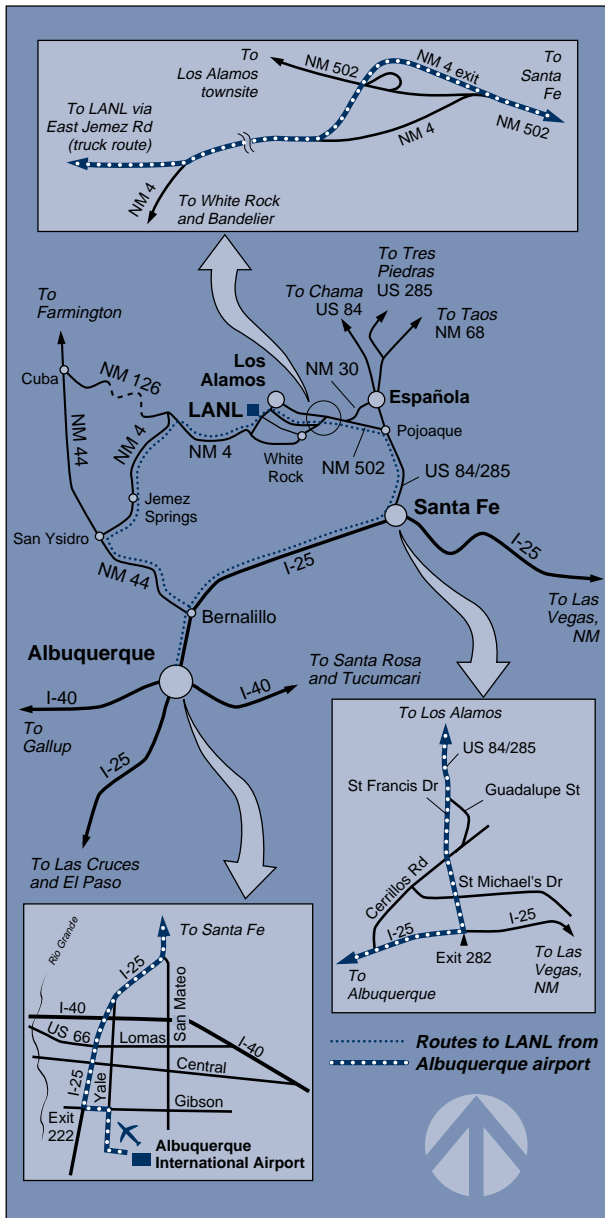 To
Los Alamos
townsite
NM 502
NM 4 exit
To
Santa
Fe
NM 502
To LANL via
East Jemez Rd
(truck route)
NM 4
NM 4
To White Rock
and Bandelier
To
Farmington
To Chama
US 84
To Tres
Piedras
US 285
To Taos
NM 68
Cuba
NM 126
Los
Alamos
NM 30
Española
LANL
NM 44
NM 4
NM 4
White
Rock
NM 502
Pojoaque
US 84/285
Jemez
Springs
Santa Fe
San Ysidro
NM 44
I-25
I-25
To Las
Vegas,
NM
Bernalillo
Albuquerque
To Santa Rosa
and Tucumcari
I-40
I-40
To
Gallup
I-25
To Las Cruces
and El Paso
To Los Alamos
US 84/285
St Francis Dr
Guadalupe St
Cerrillos Rd
St Michael's Dr
I-25
I-25
To
Albuquerque
Exit 282
To Las
Vegas,
NM
Rio Grande
To Santa Fe
I-25
San Mateo
I-40
US 66
Lomas
I-40
Central
I-25
Yale
Gibson
Exit
222
Albuquerque
International Airport
Routes to LANL from
Albuquerque airport